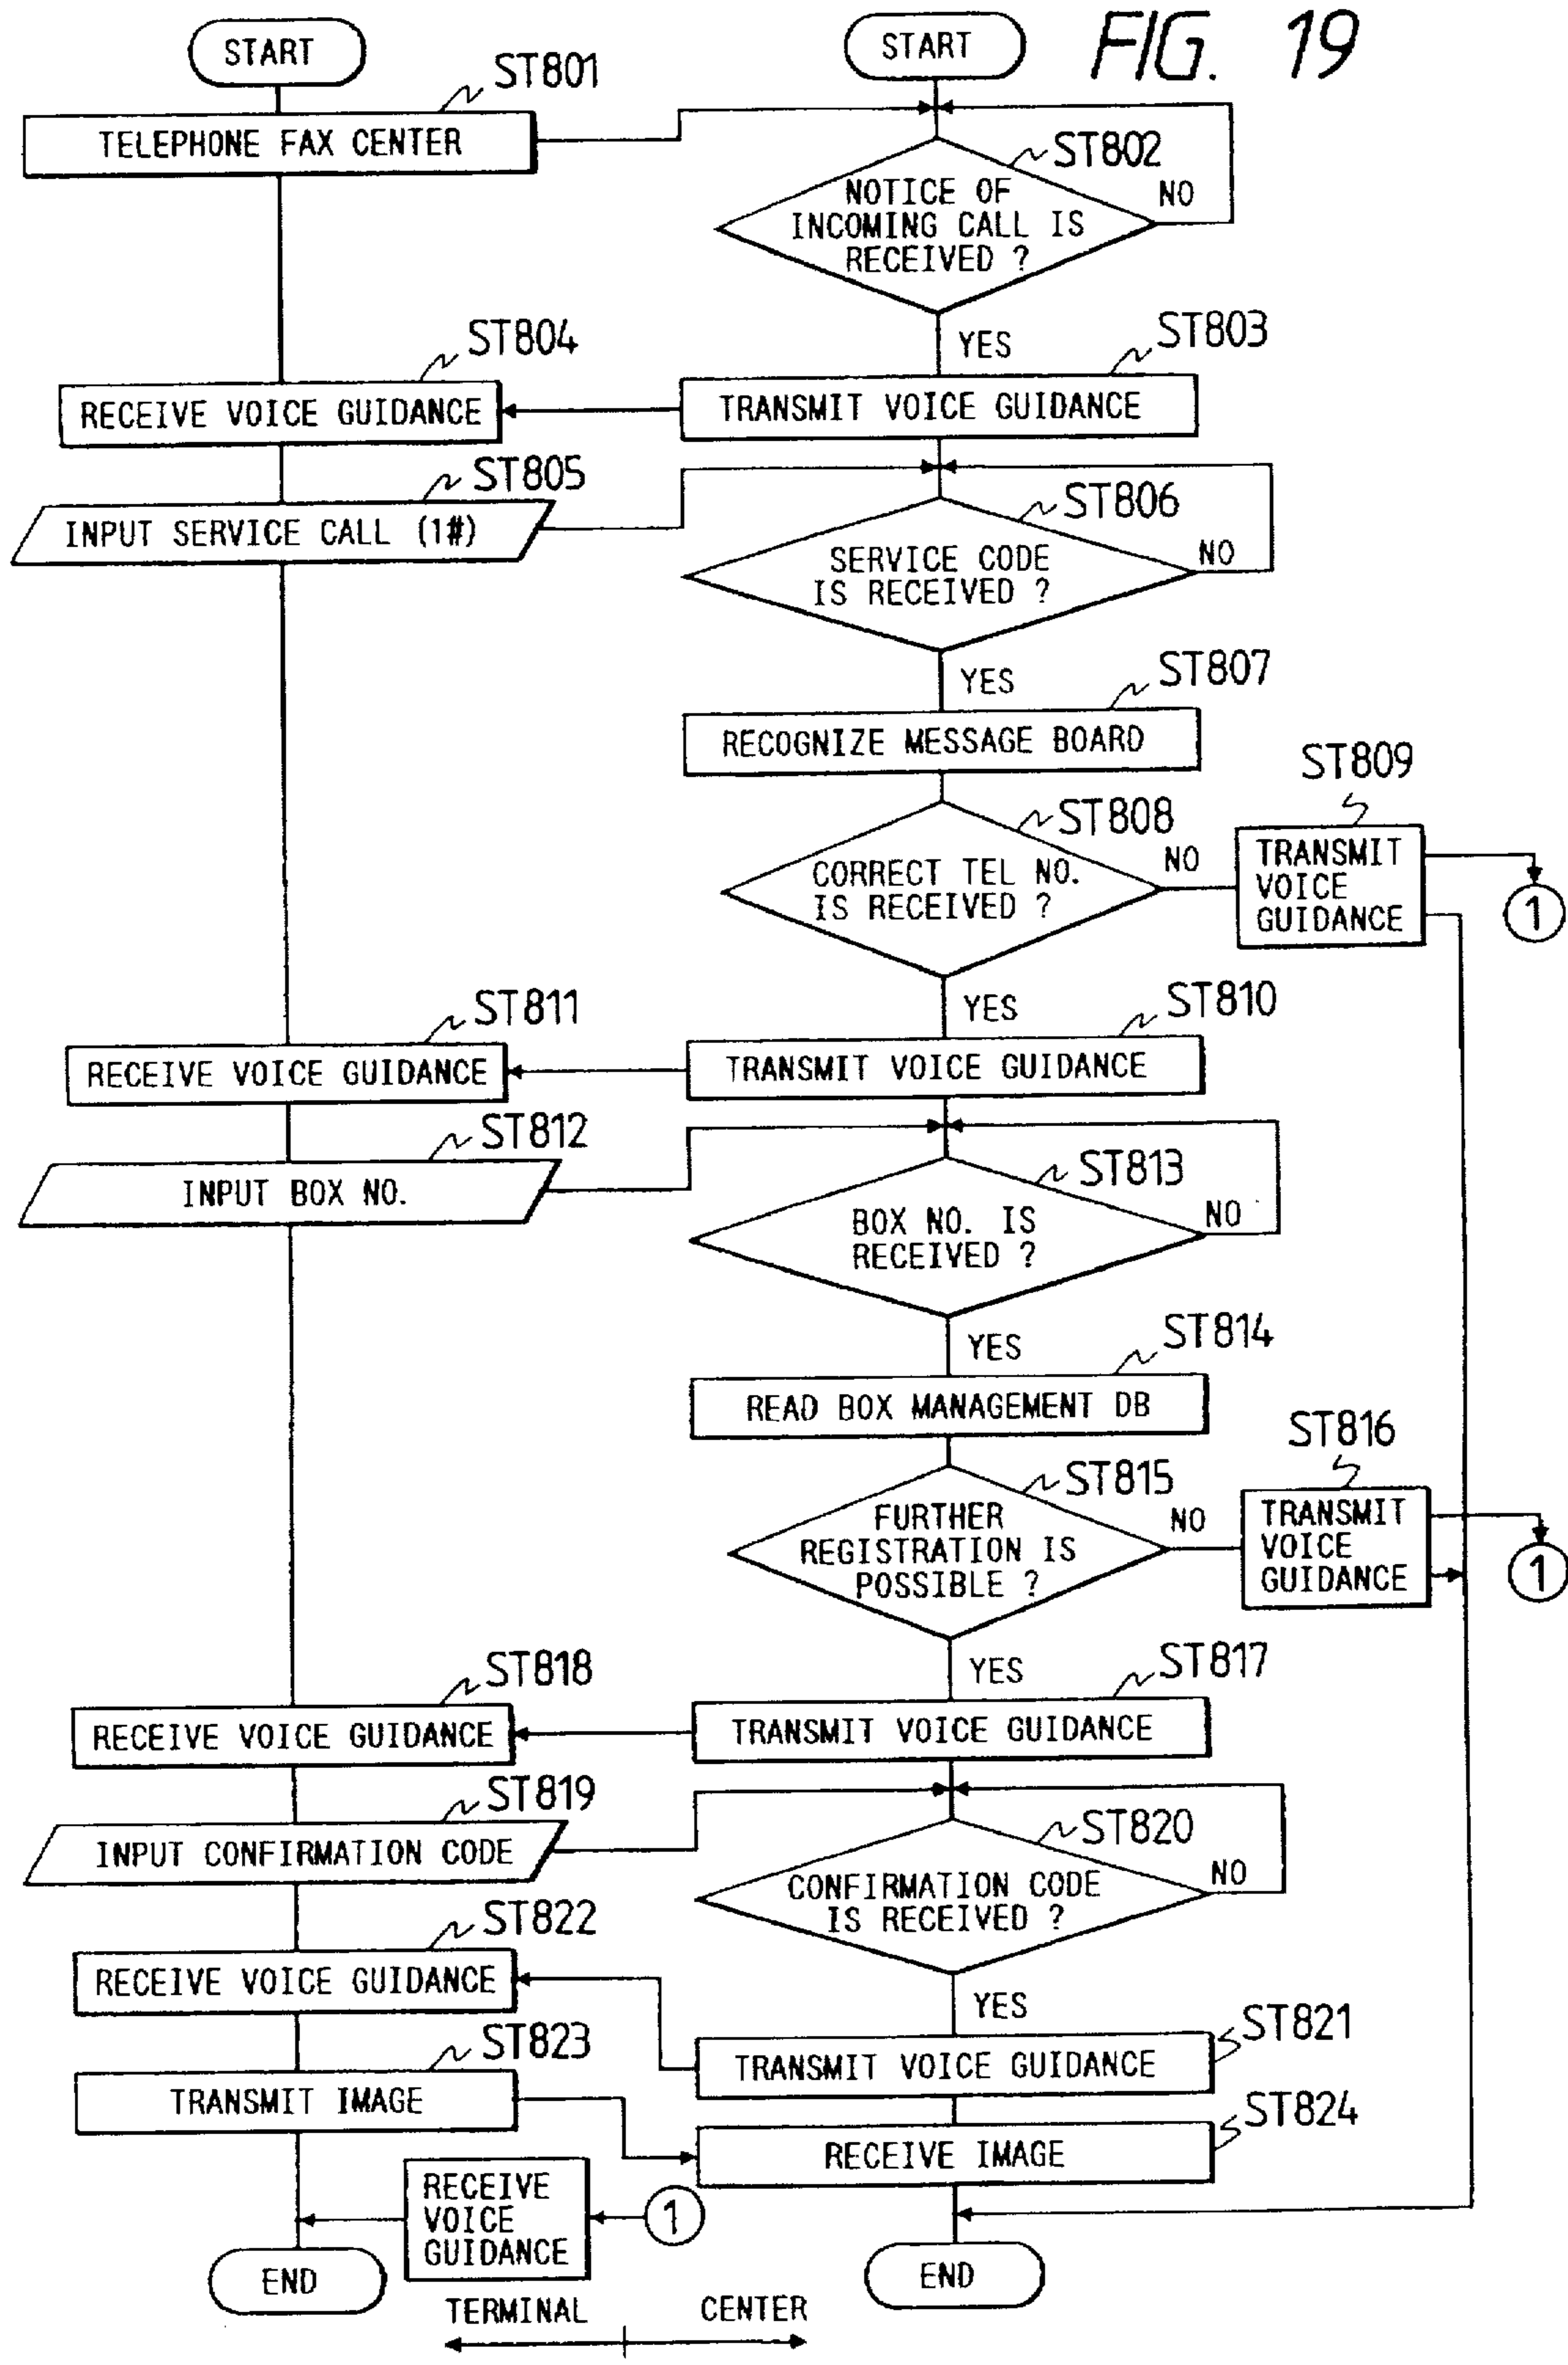 FIG. 19
START
START
ST801
TELEPHONE FAX CENTER
ST802
NOTICE OF
INCOMING CALL IS
RECEIVED ?
NO
YES
ST803
TRANSMIT VOICE GUIDANCE
ST804
RECEIVE VOICE GUIDANCE
ST805
INPUT SERVICE CALL (1#)
ST806
SERVICE CODE
IS RECEIVED ?
NO
YES
ST807
RECOGNIZE MESSAGE BOARD
ST808
CORRECT TEL NO.
IS RECEIVED ?
NO
ST809
TRANSMIT
VOICE
GUIDANCE
1
YES
ST810
TRANSMIT VOICE GUIDANCE
ST811
RECEIVE VOICE GUIDANCE
ST812
INPUT BOX NO.
ST813
BOX NO. IS
RECEIVED ?
NO
YES
ST814
READ BOX MANAGEMENT DB
ST815
FURTHER
REGISTRATION IS
POSSIBLE ?
NO
ST816
TRANSMIT
VOICE
GUIDANCE
1
YES
ST817
TRANSMIT VOICE GUIDANCE
ST818
RECEIVE VOICE GUIDANCE
ST819
INPUT CONFIRMATION CODE
ST820
CONFIRMATION CODE
IS RECEIVED ?
NO
YES
ST821
TRANSMIT VOICE GUIDANCE
ST822
RECEIVE VOICE GUIDANCE
ST823
TRANSMIT IMAGE
ST824
RECEIVE IMAGE
RECEIVE
VOICE
GUIDANCE
1
END
END
TERMINAL
CENTER